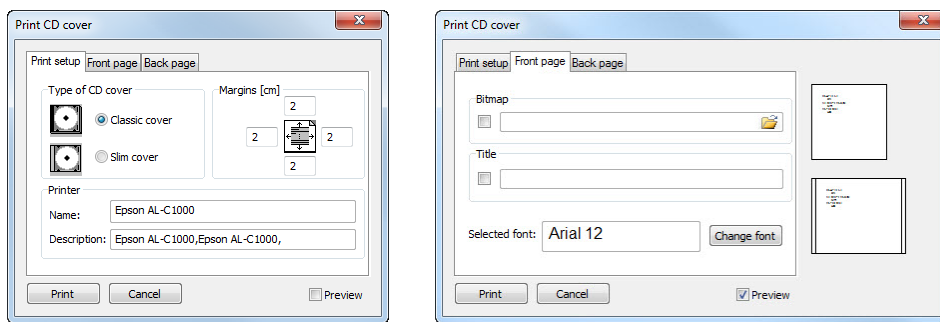 Print CD cover
Print setup Front page Back page
Type of CD cover
Classic cover
Slim cover
Margins [cm]
2
2 2
2
Printer
Name: Epson AL-C1000
Description: Epson AL-C1000,Epson AL-C1000,
Print Cancel Preview
Print CD cover
Print setup Front page Back page
Bitmap
Title
Selected font: Arial 12 Change font
Print Cancel Preview